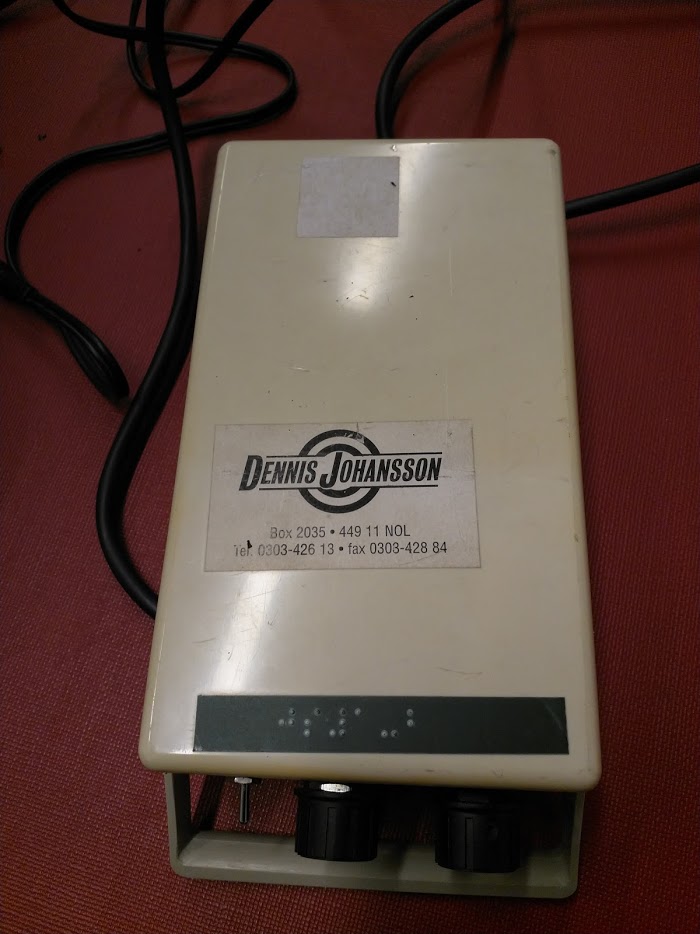 DENNIS JOHANSSON
Box 2035 • 449 11 NOL
Tel. 0303-426 13 • fax 0303-428 84